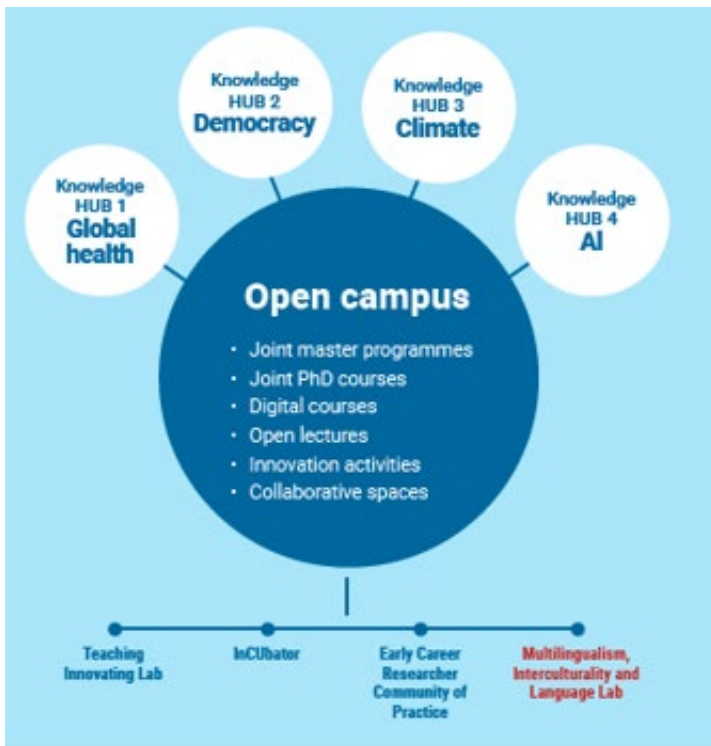 Knowledge
HUB 1
Global
health
Knowledge
HUB 2
Democracy
Knowledge
HUB 3
Climate
Knowledge
HUB 4
AI
Open campus
• Joint master programmes
• Joint PhD courses
• Digital courses
• Open lectures
• Innovation activities
• Collaborative spaces
Teaching
Innovating Lab
InCUbator
Early Career
Researcher
Community of
Practice
Multilingualism,
Interculturality and
Language Lab